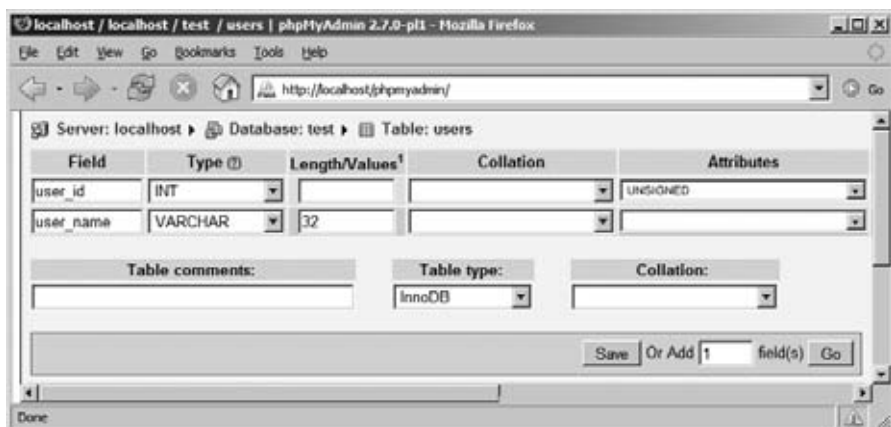 localhost / localhost / test / users | phpMyAdmin 2.7.0-pl1 - Mozilla Firefox
File Edit View Go Bookmarks Tools Help
http://localhost/phpmyadmin/ Go
Server: localhost Database: test Table: users
Field Type Length/Values1 Collation Attributes
user_id INT UNSIGNED
user_name VARCHAR 32
Table comments: Table type: Collation:
InnoDB
Save Or Add 1 field(s) Go
Done